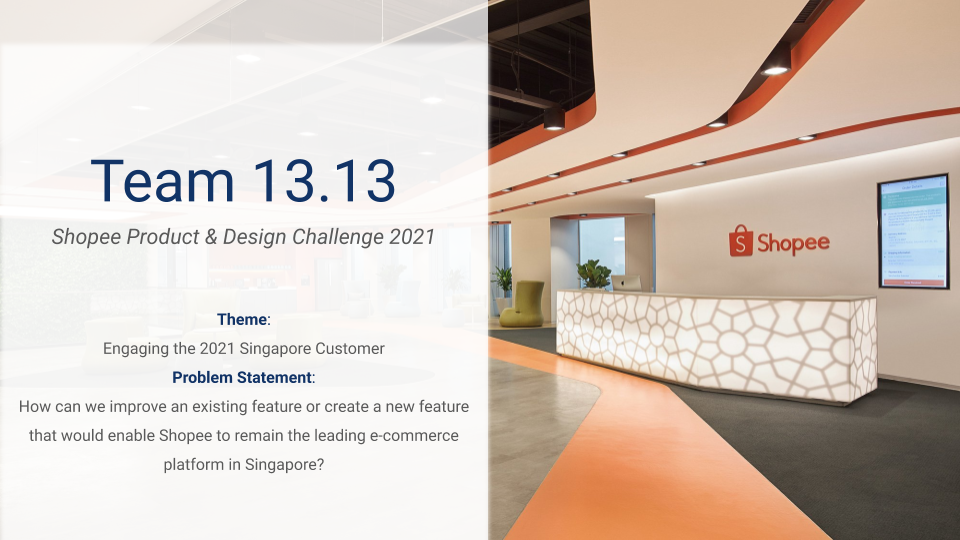 Team 13.13
Shopee Product & Design Challenge 2021
Theme:
Engaging the 2021 Singapore Customer
Problem Statement:
How can we improve an existing feature or create a new feature
that would enable Shopee to remain the leading e-commerce
platform in Singapore?
Shopee